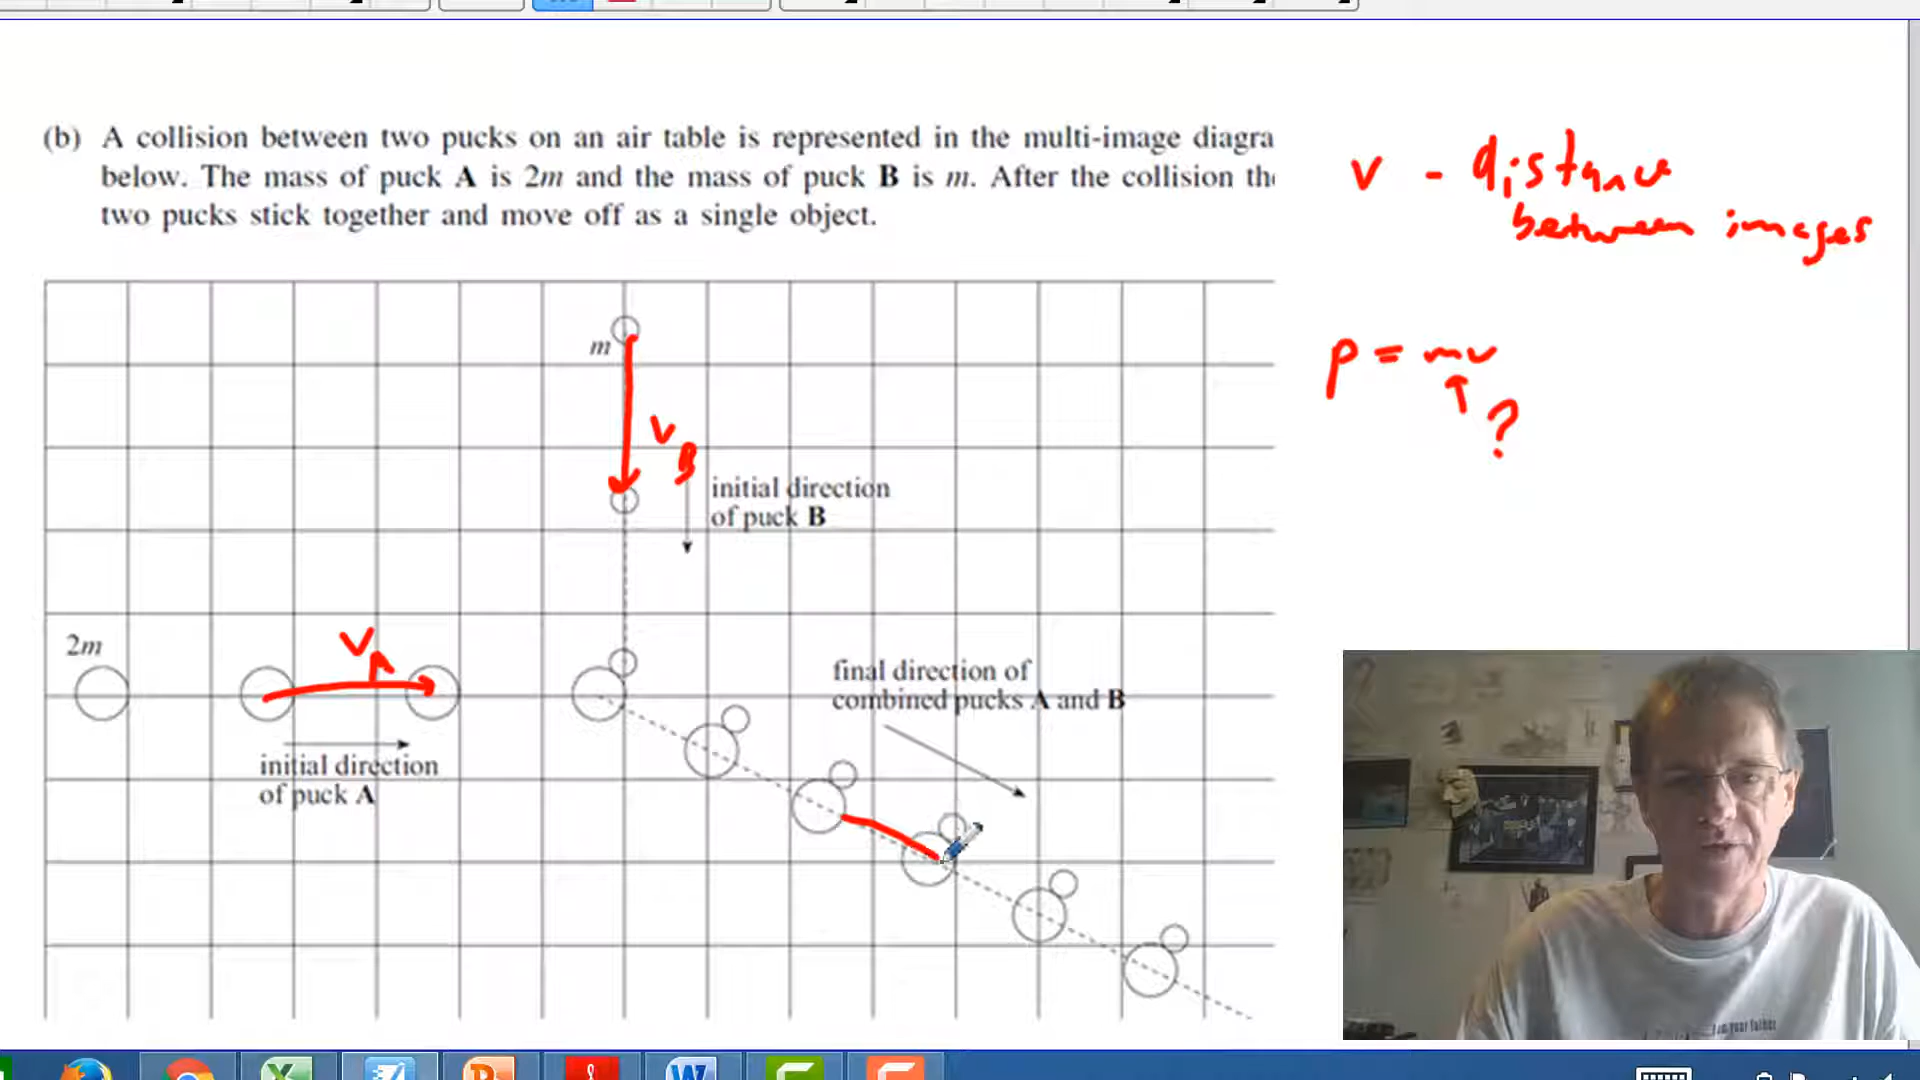 (b) A collision between two pucks on an air table is represented in the multi-image diagra
below. The mass of puck A is 2m and the mass of puck B is m. After the collision th
two pucks stick together and move off as a single object.
v - distance
between images
p = mv
?
m
v B
initial direction
of puck B
2m
v A
final direction of
combined pucks A and B
initial direction
of puck A